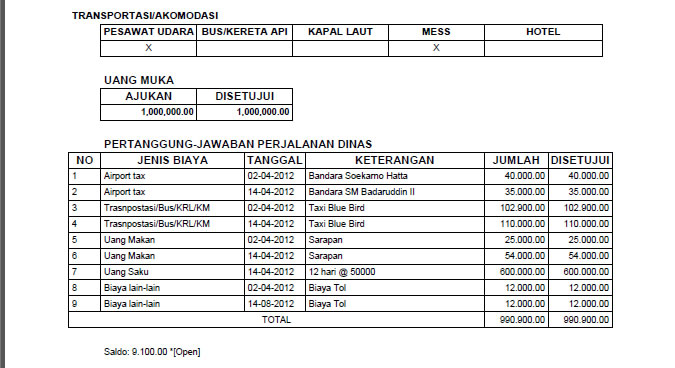 TRANSPORTASI/AKOMODASI
PESAWAT UDARA BUS/KERETA API KAPAL LAUT MESS HOTEL
X X
UANG MUKA
AJUKAN DISETUJUI
1,000,000.00 1,000,000.00
PERTANGGUNG-JAWABAN PERJALANAN DINAS
NO JENIS BIAYA TANGGAL KETERANGAN JUMLAH DISETUJUI
1 Airport tax 02-04-2012 Bandara Soekarno Hatta 40.000.00 40.000.00
2 Airport tax 14-04-2012 Bandara SM Badaruddin II 35.000.00 35.000.00
3 Trasnpostasi/Bus/KRL/KM 02-04-2012 Taxi Blue Bird 102.900.00 102.900.00
4 Trasnpostasi/Bus/KRL/KM 14-04-2012 Taxi Blue Bird 110.000.00 110.000.00
5 Uang Makan 02-04-2012 Sarapan 25.000.00 25.000.00
6 Uang Makan 14-04-2012 Sarapan 54.000.00 54.000.00
7 Uang Saku 14-04-2012 12 hari @ 50000 600.000.00 600.000.00
8 Biaya lain-lain 02-04-2012 Biaya Tol 12.000.00 12.000.00
9 Biaya lain-lain 14-08-2012 Biaya Tol 12.000.00 12.000.00
TOTAL 990.900.00 990.900.00
Saldo: 9.100.00 *[Open]